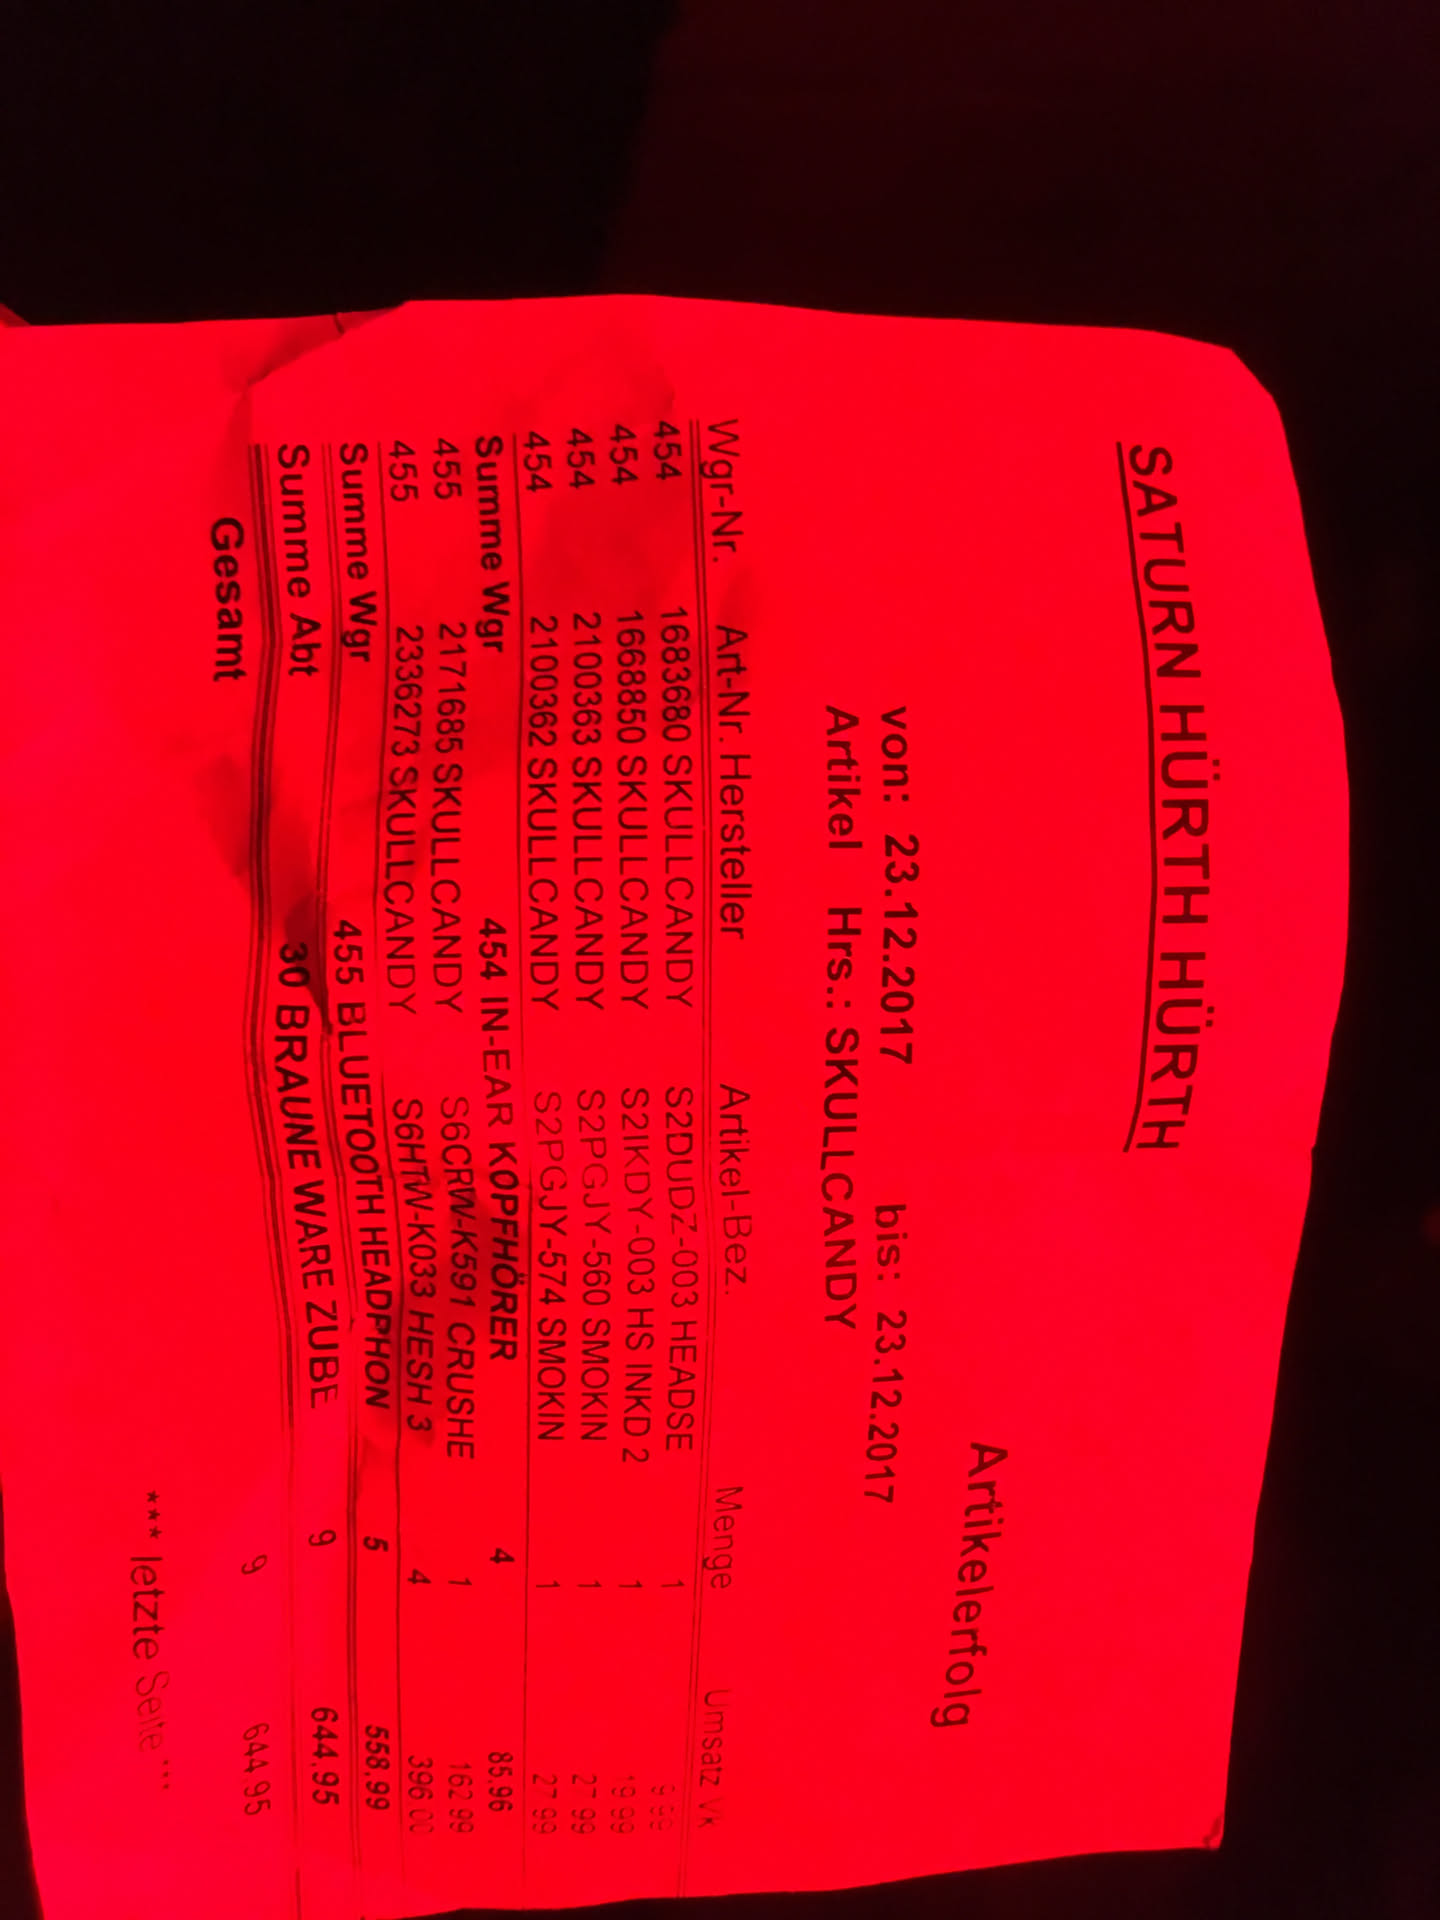 SATURN HÜRTH HÜRTH
Artikelerfolg
von: 23.12.2017 bis: 23.12.2017
Artikel Hrs.: SKULLCANDY
Wgr-Nr. Art-Nr. Hersteller Artikel-Bez. Menge Umsatz Vk
454 1683680 SKULLCANDY S2DUDZ-003 HEADSE 1 9.99
454 1668850 SKULLCANDY S2IKDY-003 HS INKD 2 1 19.99
454 2100363 SKULLCANDY S2PGJY-560 SMOKIN 1 27.99
454 2100362 SKULLCANDY S2PGJY-574 SMOKIN 1 27.99
Summe Wgr 454 IN-EAR KOPFHÖRER 4 85.96
455 2171685 SKULLCANDY S6CRW-K591 CRUSHE 1 162.99
455 2336273 SKULLCANDY S6HTW-K033 HESH 3 4 396.00
Summe Wgr 455 BLUETOOTH HEADPHON 5 558.99
Summe Abt 30 BRAUNE WARE ZUBE 9 644.95
Gesamt 9 644.95
*** letzte Seite ***